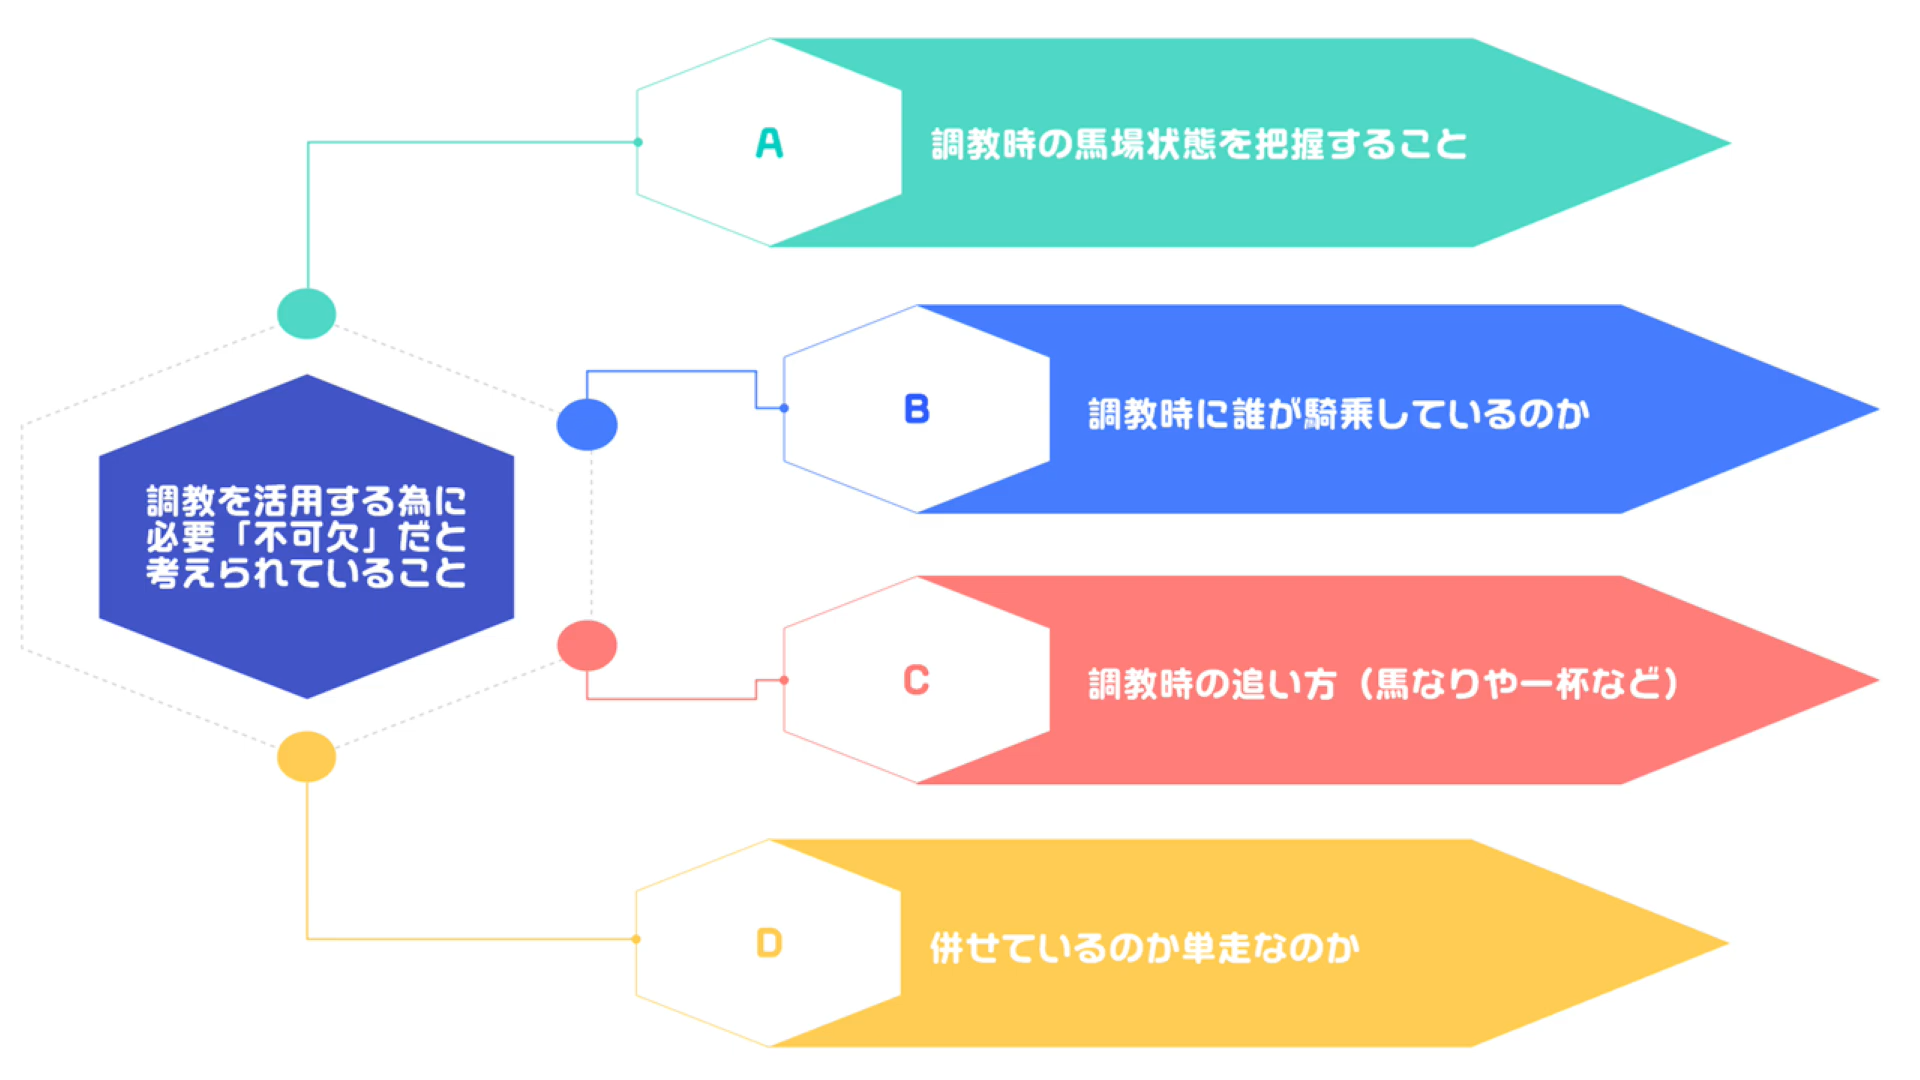 調教を活用する為に
必要「不可欠」だと
考えられていること
A
調教時の馬場状態を把握すること
B
調教時に誰が騎乗しているのか
C
調教時の追い方（馬なりや一杯など）
D
併せているのか単走なのか